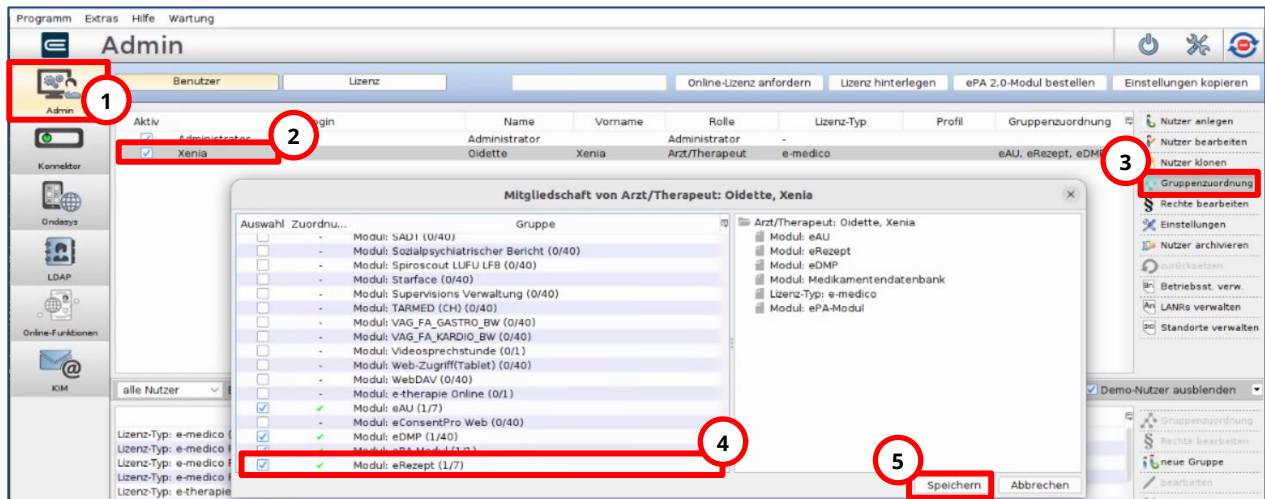 Programm Extras Hilfe Wartung
Admin
Benutzer Lizenz Online-Lizenz anfordern Lizenz hinterlegen ePA 2.0-Modul bestellen Einstellungen kopieren
Admin
1
Konnektor
Ondasys
LDAP
Online-Funktionen
KIM
Aktiv Name Vorname Rolle Lizenz-Typ Profil Gruppenzuordnung
2
Administrator Administrator Administrator -
Xenia Oidette Xenia Arzt/Therapeut e-medico eAU, eRezept,
3
Nutzer anlegen
Nutzer bearbeiten
Nutzer klonen
Gruppenzuordnung
Rechte bearbeiten
Einstellungen
Nutzer archivieren
zurücksetzen
Betriebsst. verw.
LANRs verwalten
Standorte verwalten
Mitgliedschaft von Arzt/Therapeut: Oidette, Xenia
Auswahl Zuordnu... Gruppe
- Modul: SADT (0/40)
- Modul: Sozialpsychiatrischer Bericht (0/40)
- Modul: Spiroscout LUFU LF8 (0/40)
- Modul: Starface (0/40)
- Modul: Supervisions Verwaltung (0/40)
- Modul: TARMED (CH) (0/40)
- Modul: VAG_FA_GASTRO_BW (0/40)
- Modul: VAG_FA_KARDIO_BW (0/40)
- Modul: Videosprechstunde (0/1)
- Modul: Web-Zugriff(Tablet) (0/40)
- Modul: WebDAV (0/40)
- Modul: e-therapie Online (0/1)
Modul: eAU (1/7)
- Modul: eConsentPro Web (0/40)
Modul: eDMP (1/40)
Modul: ePA-Modul (1/1)
Modul: eRezept (1/7)
4
Arzt/Therapeut: Oidette, Xenia
Modul: eAU
Modul: eRezept
Modul: eDMP
Modul: Medikamentendatenbank
Lizenz-Typ: e-medico
Modul: ePA-Modul
5
Speichern Abbrechen
alle Nutzer
Demo-Nutzer ausblenden
Lizenz-Typ: e-medico
Lizenz-Typ: e-medico
Lizenz-Typ: e-medico
Lizenz-Typ: e-medico
Lizenz-Typ: e-therapie
Gruppenzuordnung
Rechte bearbeiten
neue Gruppe
bearbeiten